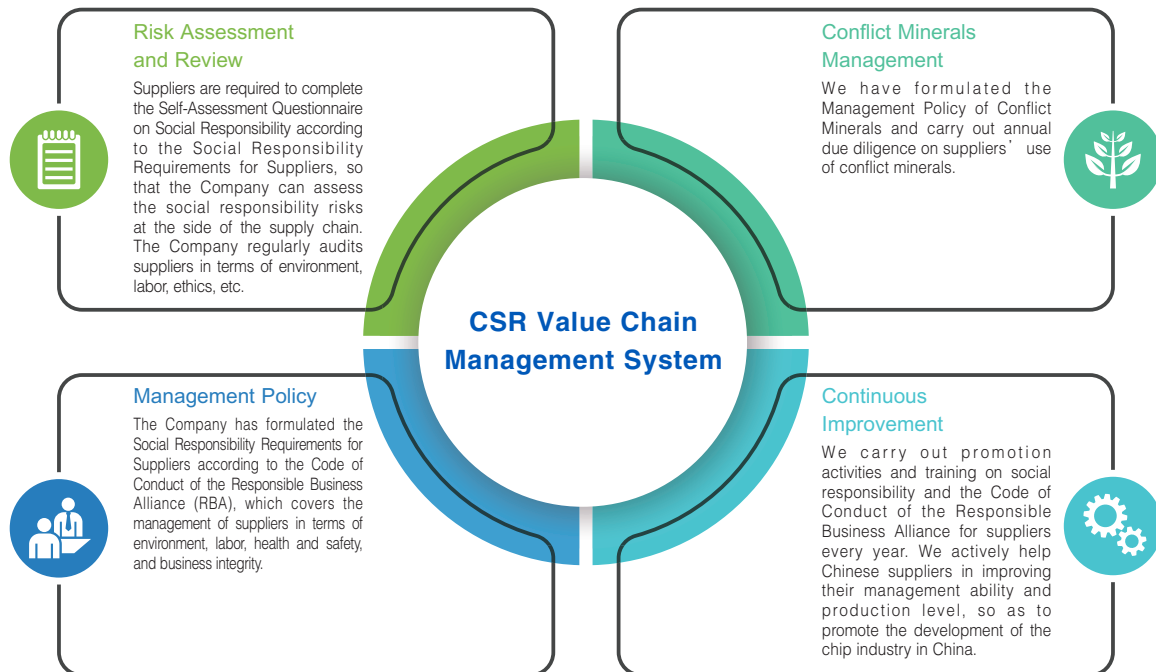 Risk Assessment
and Review
Suppliers are required to complete
the Self-Assessment Questionnaire
on Social Responsibility according
to the Social Responsibility
Requirements for Suppliers, so
that the Company can assess
the social responsibility risks
at the side of the supply chain.
The Company regularly audits
suppliers in terms of environment,
labor, ethics, etc.
Conflict Minerals
Management
We have formulated the
Management Policy of Conflict
Minerals and carry out annual
due diligence on suppliers’ use
of conflict minerals.
CSR Value Chain
Management System
Management Policy
The Company has formulated the
Social Responsibility Requirements for
Suppliers according to the Code of
Conduct of the Responsible Business
Alliance (RBA), which covers the
management of suppliers in terms of
environment, labor, health and safety,
and business integrity.
Continuous
Improvement
We carry out promotion
activities and training on social
responsibility and the Code of
Conduct of the Responsible
Business Alliance for suppliers
every year. We actively help
Chinese suppliers in improving
their management ability and
production level, so as to
promote the development of the
chip industry in China.